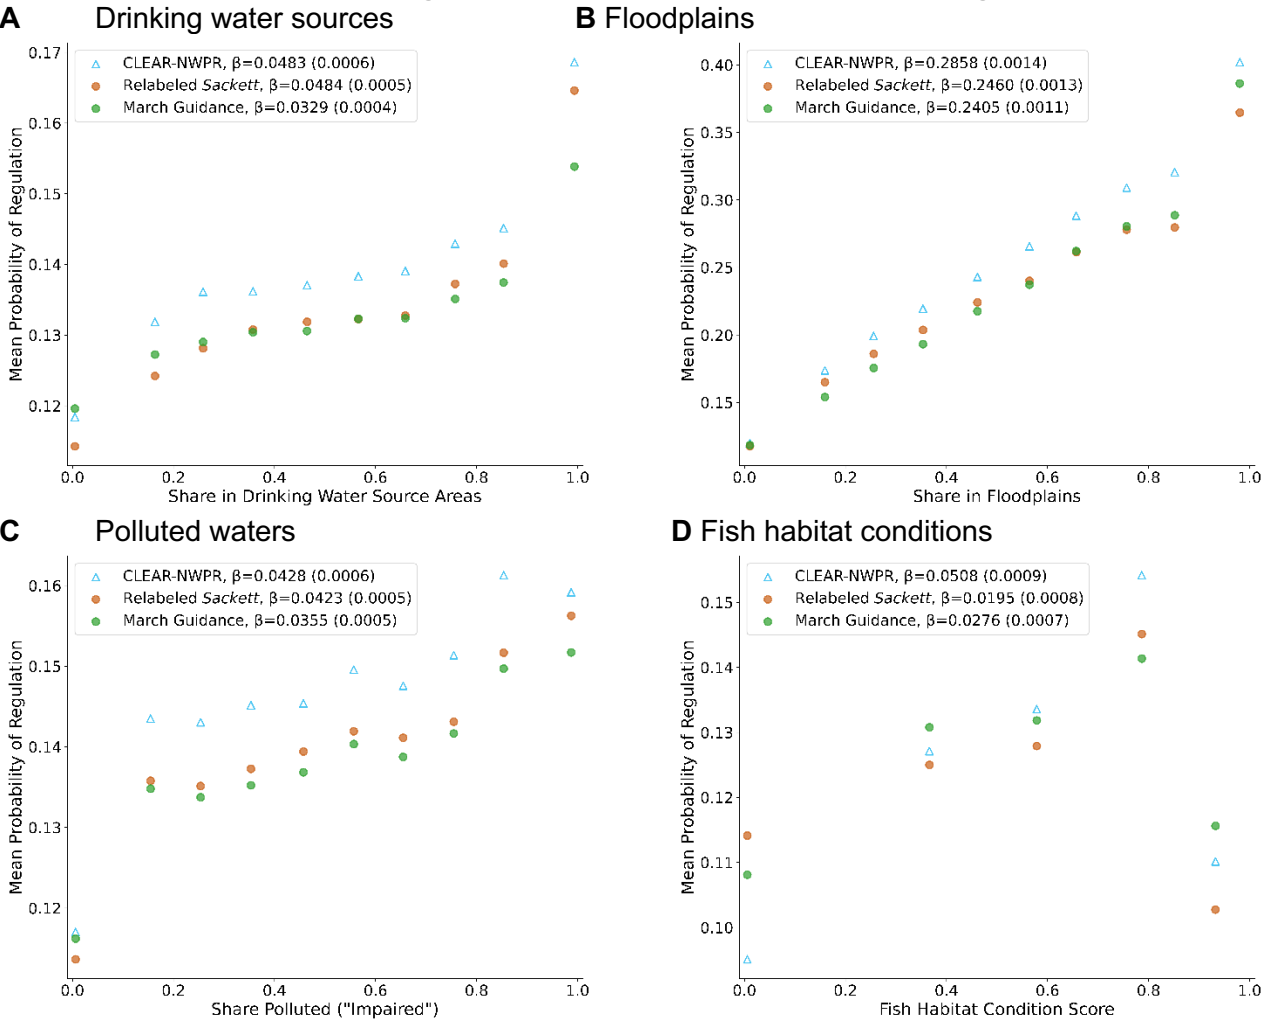 A Drinking water sources
CLEAR-NWPR, β=0.0483 (0.0006)
Relabeled Sackett, β=0.0484 (0.0005)
March Guidance, β=0.0329 (0.0004)
Mean Probability of Regulation
0.17
0.16
0.15
0.14
0.13
0.12
0.0 0.2 0.4 0.6 0.8 1.0
Share in Drinking Water Source Areas
B Floodplains
CLEAR-NWPR, β=0.2858 (0.0014)
Relabeled Sackett, β=0.2460 (0.0013)
March Guidance, β=0.2405 (0.0011)
Mean Probability of Regulation
0.40
0.35
0.30
0.25
0.20
0.15
0.0 0.2 0.4 0.6 0.8 1.0
Share in Floodplains
C Polluted waters
CLEAR-NWPR, β=0.0428 (0.0006)
Relabeled Sackett, β=0.0423 (0.0005)
March Guidance, β=0.0355 (0.0005)
Mean Probability of Regulation
0.16
0.15
0.14
0.13
0.12
0.0 0.2 0.4 0.6 0.8 1.0
Share Polluted ("Impaired")
D Fish habitat conditions
CLEAR-NWPR, β=0.0508 (0.0009)
Relabeled Sackett, β=0.0195 (0.0008)
March Guidance, β=0.0276 (0.0007)
Mean Probability of Regulation
0.15
0.14
0.13
0.12
0.11
0.10
0.0 0.2 0.4 0.6 0.8 1.0
Fish Habitat Condition Score